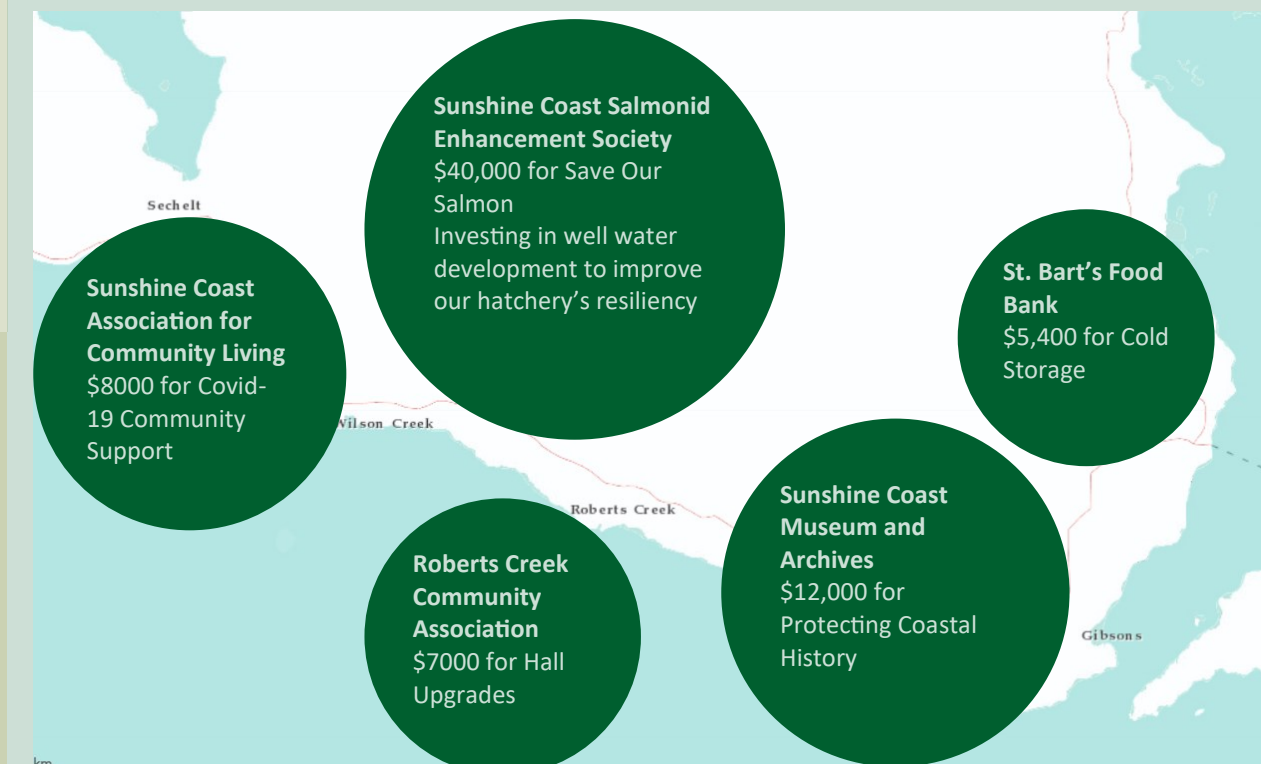 Sunshine Coast Salmonid
Enhancement Society
$40,000 for Save Our
Salmon
Investing in well water
development to improve
our hatchery's resiliency
Sechelt
Sunshine Coast
Association for
Community Living
$8000 for Covid-
19 Community
Support
St. Bart's Food
Bank
$5,400 for Cold
Storage
Wilson Creek
Roberts Creek
Sunshine Coast
Museum and
Archives
$12,000 for
Protecting Coastal
History
Roberts Creek
Community
Association
$7000 for Hall
Upgrades
Gibsons
km